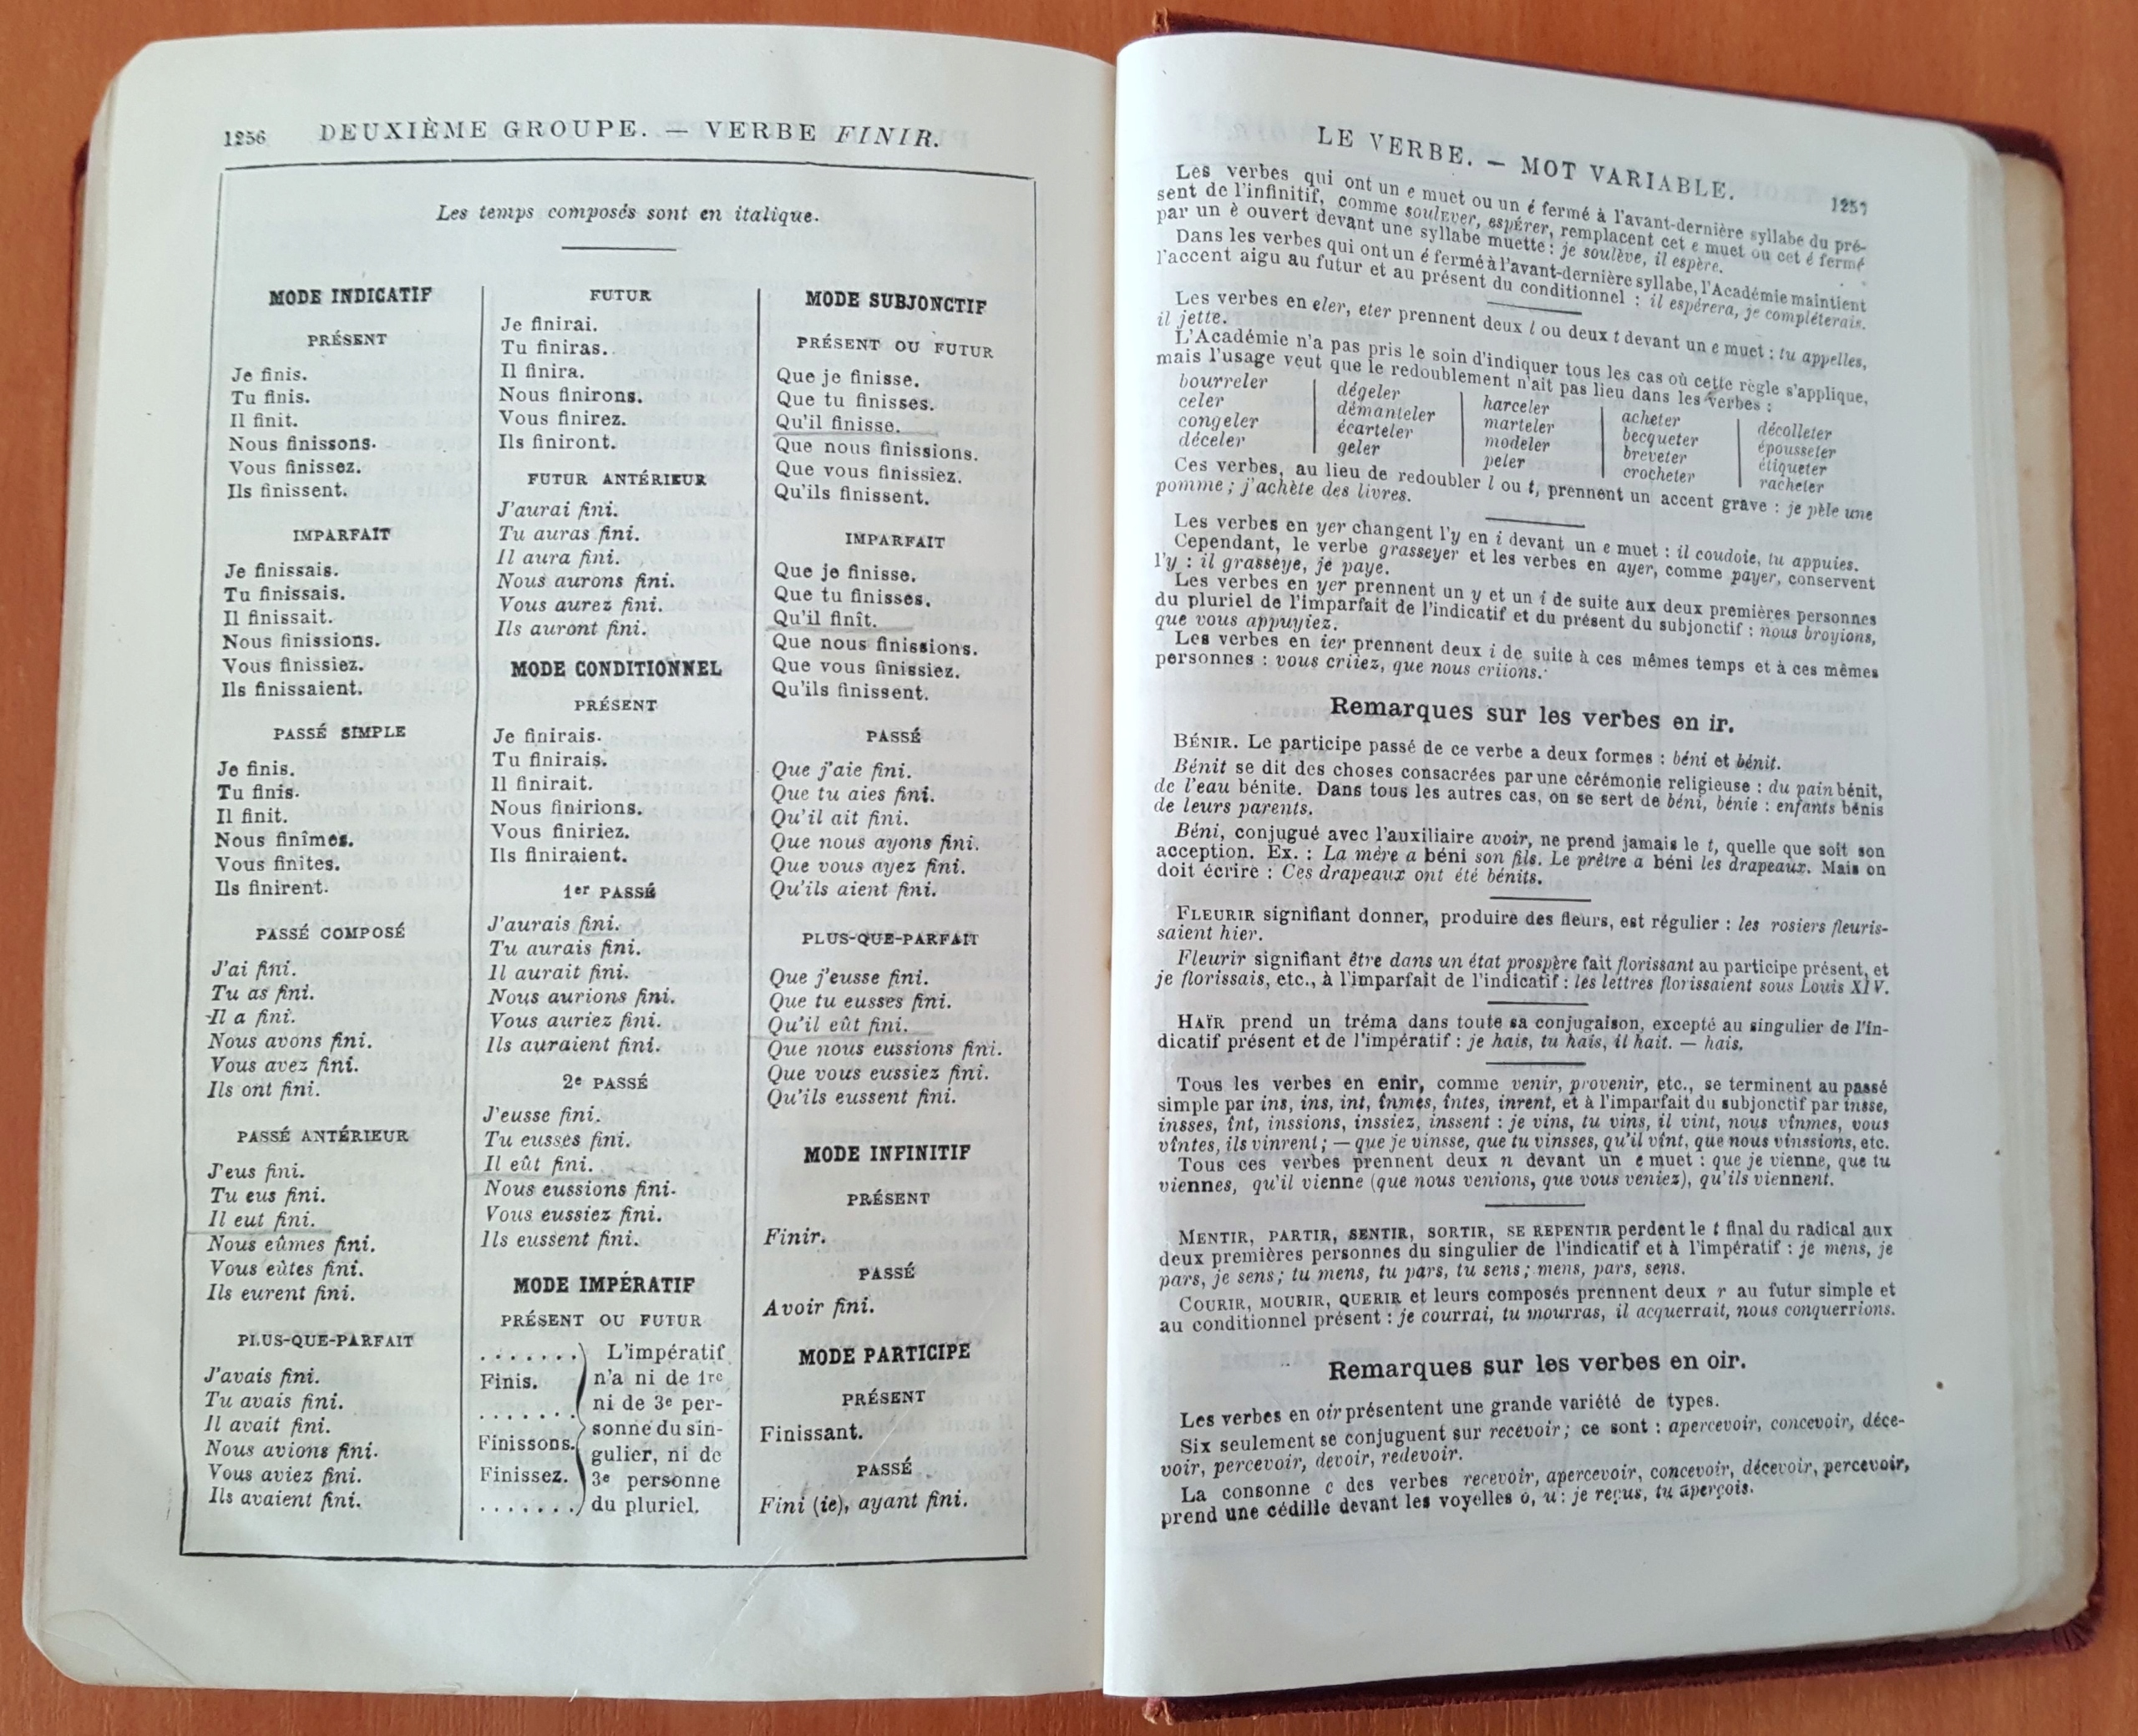 1256 DEUXIÈME GROUPE. — VERBE FINIR.
Les temps composés sont en italique.
MODE INDICATIF
PRÉSENT
Je finis.
Tu finis.
Il finit.
Nous finissons.
Vous finissez.
Ils finissent.
IMPARFAIT
Je finissais.
Tu finissais.
Il finissait.
Nous finissions.
Vous finissiez.
Ils finissaient.
PASSÉ SIMPLE
Je finis.
Tu finis.
Il finit.
Nous finîmes.
Vous finîtes.
Ils finirent.
PASSÉ COMPOSÉ
J'ai fini.
Tu as fini.
Il a fini.
Nous avons fini.
Vous avez fini.
Ils ont fini.
PASSÉ ANTÉRIEUR
J'eus fini.
Tu eus fini.
Il eut fini.
Nous eûmes fini.
Vous eûtes fini.
Ils eurent fini.
PLUS-QUE-PARFAIT
J'avais fini.
Tu avais fini.
Il avait fini.
Nous avions fini.
Vous aviez fini.
Ils avaient fini.
FUTUR
Je finirai.
Tu finiras.
Il finira.
Nous finirons.
Vous finirez.
Ils finiront.
FUTUR ANTÉRIEUR
J'aurai fini.
Tu auras fini.
Il aura fini.
Nous aurons fini.
Vous aurez fini.
Ils auront fini.
MODE CONDITIONNEL
PRÉSENT
Je finirais.
Tu finirais.
Il finirait.
Nous finirions.
Vous finiriez.
Ils finiraient.
1er PASSÉ
J'aurais fini.
Tu aurais fini.
Il aurait fini.
Nous aurions fini.
Vous auriez fini.
Ils auraient fini.
2e PASSÉ
J'eusse fini.
Tu eusses fini.
Il eût fini.
Nous eussions fini.
Vous eussiez fini.
Ils eussent fini.
MODE IMPÉRATIF
PRÉSENT OU FUTUR
.......
Finis.
.......
Finissons.
Finissez.
.......
L'impératif
n'a ni de 1re
ni de 3e per-
sonne du sin-
gulier, ni de
3e personne
du pluriel.
MODE SUBJONCTIF
PRÉSENT OU FUTUR
Que je finisse.
Que tu finisses.
Qu'il finisse.
Que nous finissions.
Que vous finissiez.
Qu'ils finissent.
IMPARFAIT
Que je finisse.
Que tu finisses.
Qu'il finît.
Que nous finissions.
Que vous finissiez.
Qu'ils finissent.
PASSÉ
Que j'aie fini.
Que tu aies fini.
Qu'il ait fini.
Que nous ayons fini.
Que vous ayez fini.
Qu'ils aient fini.
PLUS-QUE-PARFAIT
Que j'eusse fini.
Que tu eusses fini.
Qu'il eût fini.
Que nous eussions fini.
Que vous eussiez fini.
Qu'ils eussent fini.
MODE INFINITIF
PRÉSENT
Finir.
PASSÉ
Avoir fini.
MODE PARTICIPE
PRÉSENT
Finissant.
PASSÉ
Fini (ie), ayant fini.
LE VERBE. — MOT VARIABLE. 1257
Les verbes qui ont un e muet ou un é fermé à l'avant-dernière syllabe du pré-
sent de l'infinitif, comme soulever, espérer, remplacent cet e muet ou cet é fermé
par un è ouvert devant une syllabe muette : je soulève, il espère.
Dans les verbes qui ont un é fermé à l'avant-dernière syllabe, l'Académie maintient
l'accent aigu au futur et au présent du conditionnel : il espérera, je compléterais.
Les verbes en eler, eter prennent deux l ou deux t devant un e muet : tu appelles,
il jette.
L'Académie n'a pas pris le soin d'indiquer tous les cas où cette règle s'applique,
mais l'usage veut que le redoublement n'ait pas lieu dans les verbes :
bourreler
celer
congeler
déceler
dégeler
démanteler
écarteler
geler
harceler
marteler
modeler
peler
acheter
becqueter
breveter
crocheter
décolleter
épousseter
étiqueter
racheter
Ces verbes, au lieu de redoubler l ou t, prennent un accent grave : je pèle une
pomme ; j'achète des livres.
Les verbes en yer changent l'y en i devant un e muet : il coudoie, tu appuies.
Cependant, le verbe grasseyer et les verbes en ayer, comme payer, conservent
l'y : il grasseye, je paye.
Les verbes en yer prennent un y et un i de suite aux deux premières personnes
du pluriel de l'imparfait de l'indicatif et du présent du subjonctif : nous broyions,
que vous appuyiez.
Les verbes en ier prennent deux i de suite à ces mêmes temps et à ces mêmes
personnes : vous criiez, que nous criions.
Remarques sur les verbes en ir.
BÉNIR. Le participe passé de ce verbe a deux formes : béni et bénit.
Bénit se dit des choses consacrées par une cérémonie religieuse : du pain bénit,
de l'eau bénite. Dans tous les autres cas, on se sert de béni, bénie : enfants bénis
de leurs parents.
Béni, conjugué avec l'auxiliaire avoir, ne prend jamais le t, quelle que soit son
acception. Ex. : La mère a béni son fils. Le prêtre a béni les drapeaux. Mais on
doit écrire : Ces drapeaux ont été bénits.
FLEURIR signifiant donner, produire des fleurs, est régulier : les rosiers fleuris-
saient hier.
Fleurir signifiant être dans un état prospère fait florissant au participe présent, et
je florissais, etc., à l'imparfait de l'indicatif : les lettres florissaient sous Louis XIV.
HAÏR prend un tréma dans toute sa conjugaison, excepté au singulier de l'in-
dicatif présent et de l'impératif : je hais, tu hais, il hait. — hais.
Tous les verbes en enir, comme venir, provenir, etc., se terminent au passé
simple par ins, ins, int, înmes, întes, inrent, et à l'imparfait du subjonctif par insse,
insses, înt, inssions, inssiez, inssent : je vins, tu vins, il vint, nous vînmes, vous
vîntes, ils vinrent ; — que je vinsse, que tu vinsses, qu'il vînt, que nous vinssions, etc.
Tous ces verbes prennent deux n devant un e muet : que je vienne, que tu
viennes, qu'il vienne (que nous venions, que vous veniez), qu'ils viennent.
MENTIR, PARTIR, SENTIR, SORTIR, SE REPENTIR perdent le t final du radical aux
deux premières personnes du singulier de l'indicatif et à l'impératif : je mens, je
pars, je sens ; tu mens, tu pars, tu sens ; mens, pars, sens.
COURIR, MOURIR, QUERIR et leurs composés prennent deux r au futur simple et
au conditionnel présent : je courrai, tu mourras, il acquerrait, nous conquerrions.
Remarques sur les verbes en oir.
Les verbes en oir présentent une grande variété de types.
Six seulement se conjuguent sur recevoir ; ce sont : apercevoir, concevoir, déce-
voir, percevoir, devoir, redevoir.
La consonne c des verbes recevoir, apercevoir, concevoir, décevoir, percevoir,
prend une cédille devant les voyelles o, u : je reçus, tu aperçois.